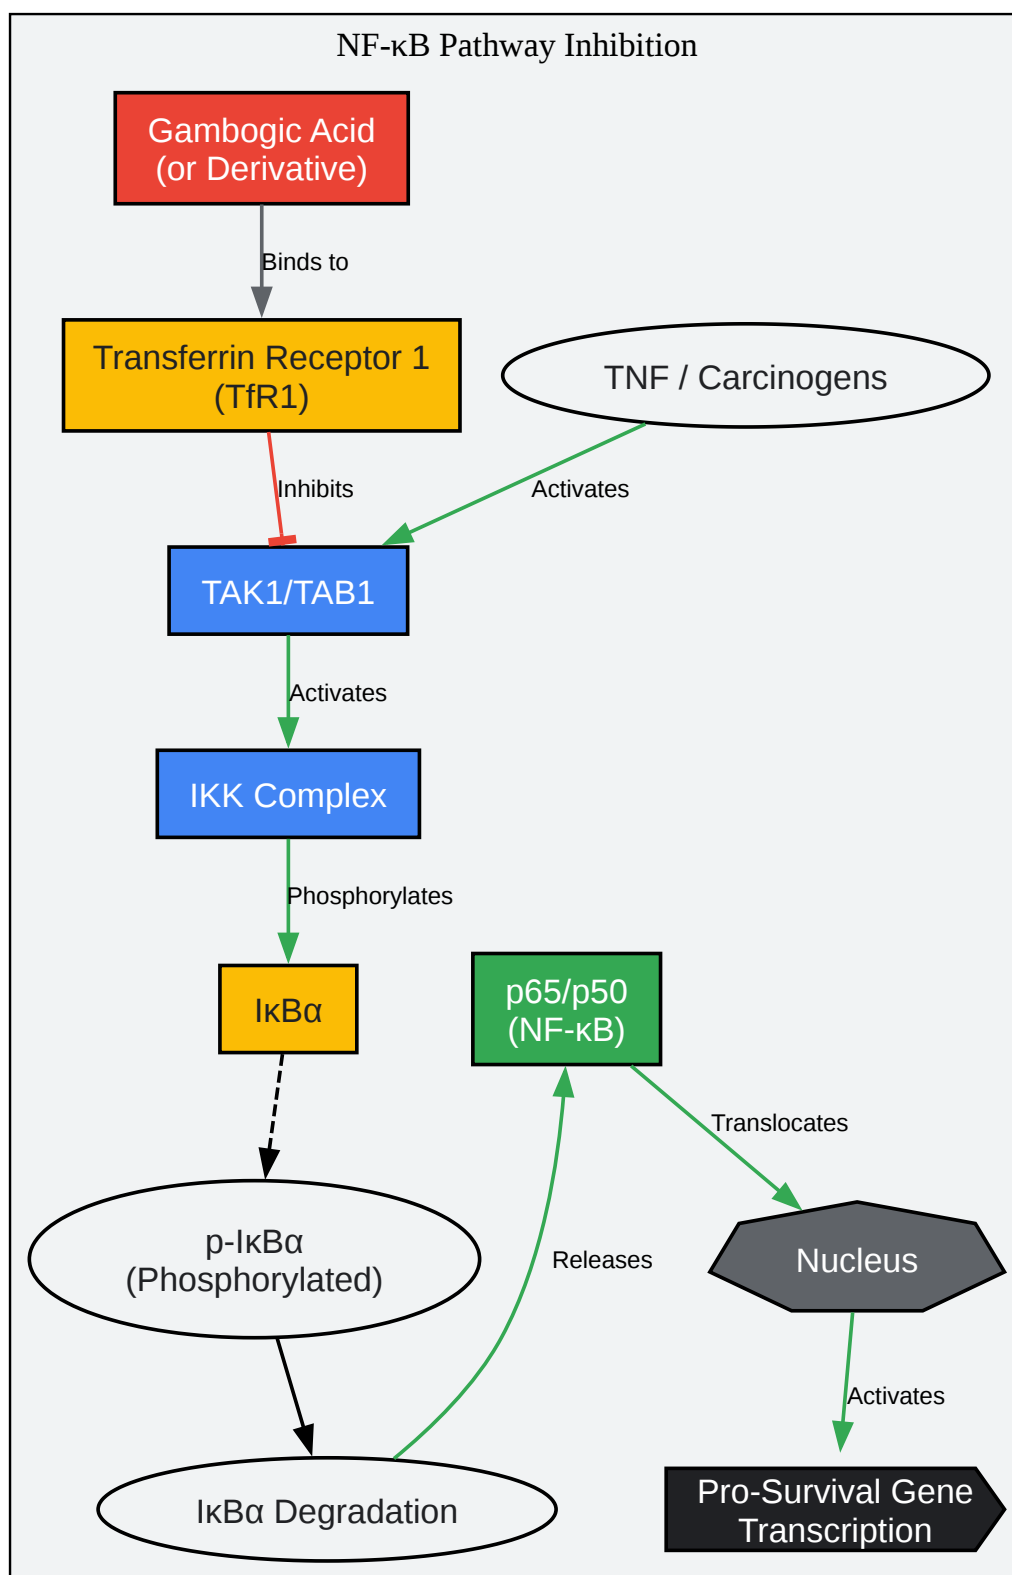 NF-κB Pathway Inhibition
Gambogic Acid
(or Derivative)
Binds to
Transferrin Receptor 1
(TfR1)
TNF / Carcinogens
Inhibits
Activates
TAK1/TAB1
Activates
IKK Complex
Phosphorylates
IκBα
p65/p50
(NF-κB)
Translocates
p-IκBα
(Phosphorylated)
Releases
Nucleus
Activates
IκBα Degradation
Pro-Survival Gene
Transcription